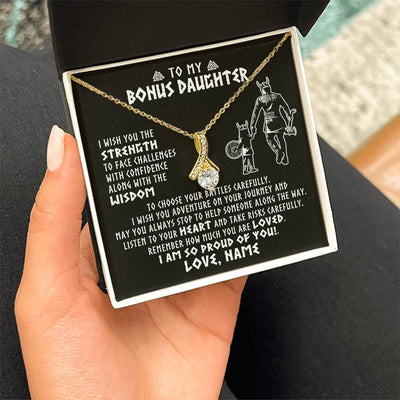 TO MY
BONUS DAUGHTER
I WISH YOU THE
STRENGTH
TO FACE CHALLENGES
WITH CONFIDENCE
ALONG WITH THE
WISDOM
TO CHOOSE YOUR BATTLES CAREFULLY.
I WISH YOU ADVENTURE ON YOUR JOURNEY AND
MAY YOU ALWAYS STOP TO HELP SOMEONE ALONG THE WAY.
LISTEN TO YOUR HEART AND TAKE RISKS CAREFULLY.
REMEMBER HOW MUCH YOU ARE LOVED.
I AM SO PROUD OF YOU!
LOVE, NAME